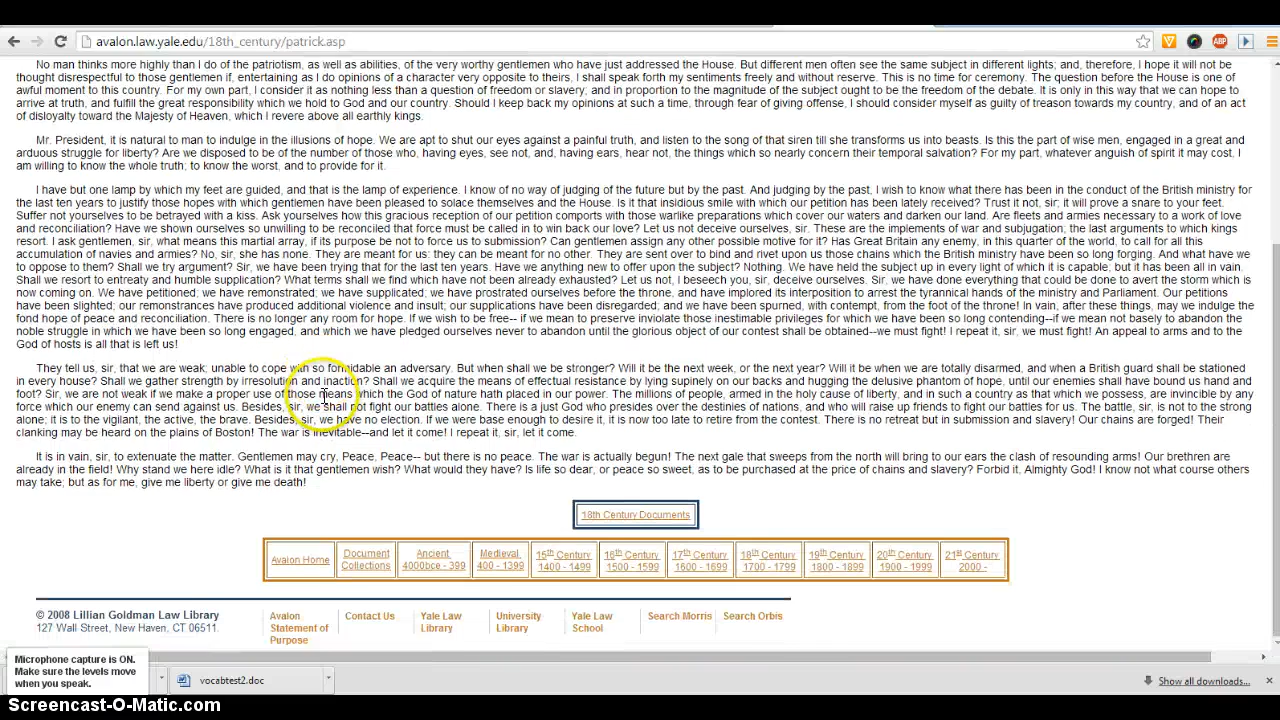 avalon.law.yale.edu/18th_century/patrick.asp
No man thinks more highly than I do of the patriotism, as well as abilities, of the very worthy gentlemen who have just addressed the House. But different men often see the same subject in different lights; and, therefore, I hope it will not be
thought disrespectful to those gentlemen if, entertaining as I do opinions of a character very opposite to theirs, I shall speak forth my sentiments freely and without reserve. This is no time for ceremony. The question before the House is one of
awful moment to this country. For my own part, I consider it as nothing less than a question of freedom or slavery; and in proportion to the magnitude of the subject ought to be the freedom of the debate. It is only in this way that we can hope to
arrive at truth, and fulfill the great responsibility which we hold to God and our country. Should I keep back my opinions at such a time, through fear of giving offense, I should consider myself as guilty of treason towards my country, and of an act
of disloyalty toward the Majesty of Heaven, which I revere above all earthly kings.
Mr. President, it is natural to man to indulge in the illusions of hope. We are apt to shut our eyes against a painful truth, and listen to the song of that siren till she transforms us into beasts. Is this the part of wise men, engaged in a great and
arduous struggle for liberty? Are we disposed to be of the number of those who, having eyes, see not, and, having ears, hear not, the things which so nearly concern their temporal salvation? For my part, whatever anguish of spirit it may cost, I
am willing to know the whole truth; to know the worst, and to provide for it.
I have but one lamp by which my feet are guided, and that is the lamp of experience. I know of no way of judging of the future but by the past. And judging by the past, I wish to know what there has been in the conduct of the British ministry for
the last ten years to justify those hopes with which gentlemen have been pleased to solace themselves and the House. Is it that insidious smile with which our petition has been lately received? Trust it not, sir; it will prove a snare to your feet.
Suffer not yourselves to be betrayed with a kiss. Ask yourselves how this gracious reception of our petition comports with those warlike preparations which cover our waters and darken our land. Are fleets and armies necessary to a work of love
and reconciliation? Have we shown ourselves so unwilling to be reconciled that force must be called in to win back our love? Let us not deceive ourselves, sir. These are the implements of war and subjugation; the last arguments to which kings
resort. I ask gentlemen, sir, what means this martial array, if its purpose be not to force us to submission? Can gentlemen assign any other possible motive for it? Has Great Britain any enemy, in this quarter of the world, to call for all this
accumulation of navies and armies? No, sir, she has none. They are meant for us: they can be meant for no other. They are sent over to bind and rivet upon us those chains which the British ministry have been so long forging. And what have we
to oppose to them? Shall we try argument? Sir, we have been trying that for the last ten years. Have we anything new to offer upon the subject? Nothing. We have held the subject up in every light of which it is capable; but it has been all in vain.
Shall we resort to entreaty and humble supplication? What terms shall we find which have not been already exhausted? Let us not, I beseech you, sir, deceive ourselves. Sir, we have done everything that could be done to avert the storm which is
now coming on. We have petitioned; we have remonstrated; we have supplicated; we have prostrated ourselves before the throne, and have implored its interposition to arrest the tyrannical hands of the ministry and Parliament. Our petitions
have been slighted; our remonstrances have produced additional violence and insult; our supplications have been disregarded; and we have been spurned, with contempt, from the foot of the throne! In vain, after these things, may we indulge the
fond hope of peace and reconciliation. There is no longer any room for hope. If we wish to be free-- if we mean to preserve inviolate those inestimable privileges for which we have been so long contending--if we mean not basely to abandon the
noble struggle in which we have been so long engaged, and which we have pledged ourselves never to abandon until the glorious object of our contest shall be obtained--we must fight! I repeat it, sir, we must fight! An appeal to arms and to the
God of hosts is all that is left us!
They tell us, sir, that we are weak; unable to cope with so formidable an adversary. But when shall we be stronger? Will it be the next week, or the next year? Will it be when we are totally disarmed, and when a British guard shall be stationed
in every house? Shall we gather strength by irresolution and inaction? Shall we acquire the means of effectual resistance by lying supinely on our backs and hugging the delusive phantom of hope, until our enemies shall have bound us hand and
foot? Sir, we are not weak if we make a proper use of those means which the God of nature hath placed in our power. The millions of people, armed in the holy cause of liberty, and in such a country as that which we possess, are invincible by any
force which our enemy can send against us. Besides, sir, we shall not fight our battles alone. There is a just God who presides over the destinies of nations, and who will raise up friends to fight our battles for us. The battle, sir, is not to the strong
alone; it is to the vigilant, the active, the brave. Besides, sir, we have no election. If we were base enough to desire it, it is now too late to retire from the contest. There is no retreat but in submission and slavery! Our chains are forged! Their
clanking may be heard on the plains of Boston! The war is inevitable--and let it come! I repeat it, sir, let it come.
It is in vain, sir, to extenuate the matter. Gentlemen may cry, Peace, Peace-- but there is no peace. The war is actually begun! The next gale that sweeps from the north will bring to our ears the clash of resounding arms! Our brethren are
already in the field! Why stand we here idle? What is it that gentlemen wish? What would they have? Is life so dear, or peace so sweet, as to be purchased at the price of chains and slavery? Forbid it, Almighty God! I know not what course others
may take; but as for me, give me liberty or give me death!
18th Century Documents
Avalon Home
Document Collections
Ancient 4000bce - 399
Medieval 400 - 1399
15th Century 1400 - 1499
16th Century 1500 - 1599
17th Century 1600 - 1699
18th Century 1700 - 1799
19th Century 1800 - 1899
20th Century 1900 - 1999
21st Century 2000 -
© 2008 Lillian Goldman Law Library
127 Wall Street, New Haven, CT 06511.
Avalon Statement of Purpose
Contact Us
Yale Law Library
University Library
Yale Law School
Search Morris
Search Orbis
Microphone capture is ON.
Make sure the levels move
when you speak.
vocabtest2.doc
Show all downloads...
ABP
Screencast-O-Matic.com